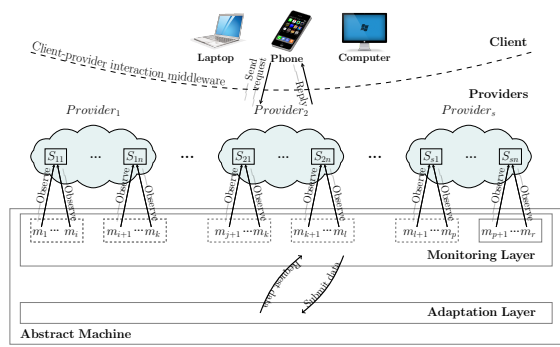 Laptop Phone Computer
Client
Client-provider interaction middleware
Send request
Reply
Providers
Provider₁ Provider₂ Providerₛ
S₁₁ ... S₁ₙ ... S₂₁ ... S₂ₙ ... Sₛ₁ ... Sₛₙ
Observe Observe Observe Observe Observe Observe Observe Observe Observe Observe Observe Observe
m₁ ... mᵢ mᵢ₊₁ ... mₖ mⱼ₊₁ ... mₖ mₖ₊₁ ... mₗ mₗ₊₁ ... mₚ mₚ₊₁ ... mᵣ
Monitoring Layer
Request data
Submit data
Adaptation Layer
Abstract Machine